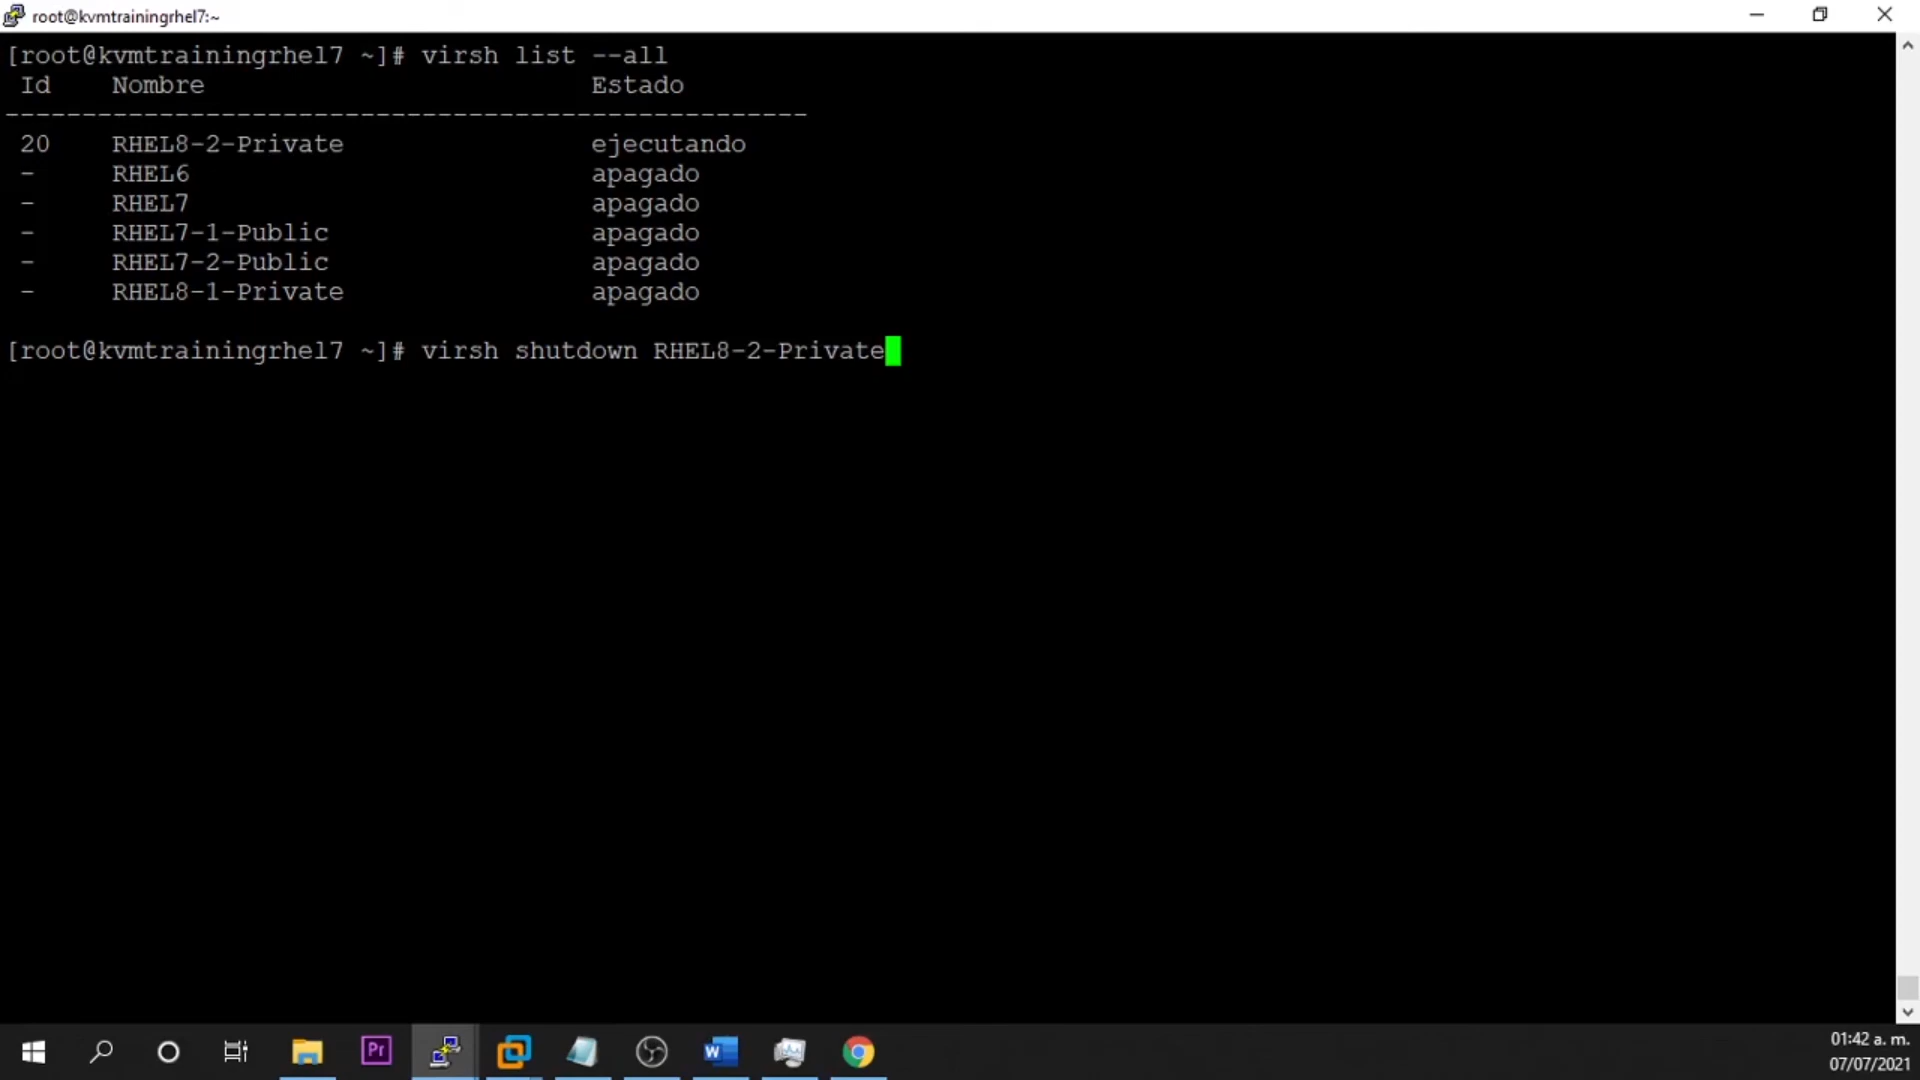 root@kvmtrainingrhel7:~
[root@kvmtrainingrhel7 ~]# virsh list --all
Id Nombre Estado
----------------------------------------------------
20 RHEL8-2-Private ejecutando
- RHEL6 apagado
- RHEL7 apagado
- RHEL7-1-Public apagado
- RHEL7-2-Public apagado
- RHEL8-1-Private apagado
[root@kvmtrainingrhel7 ~]# virsh shutdown RHEL8-2-Private
Pr
W
01:42 a. m.
07/07/2021